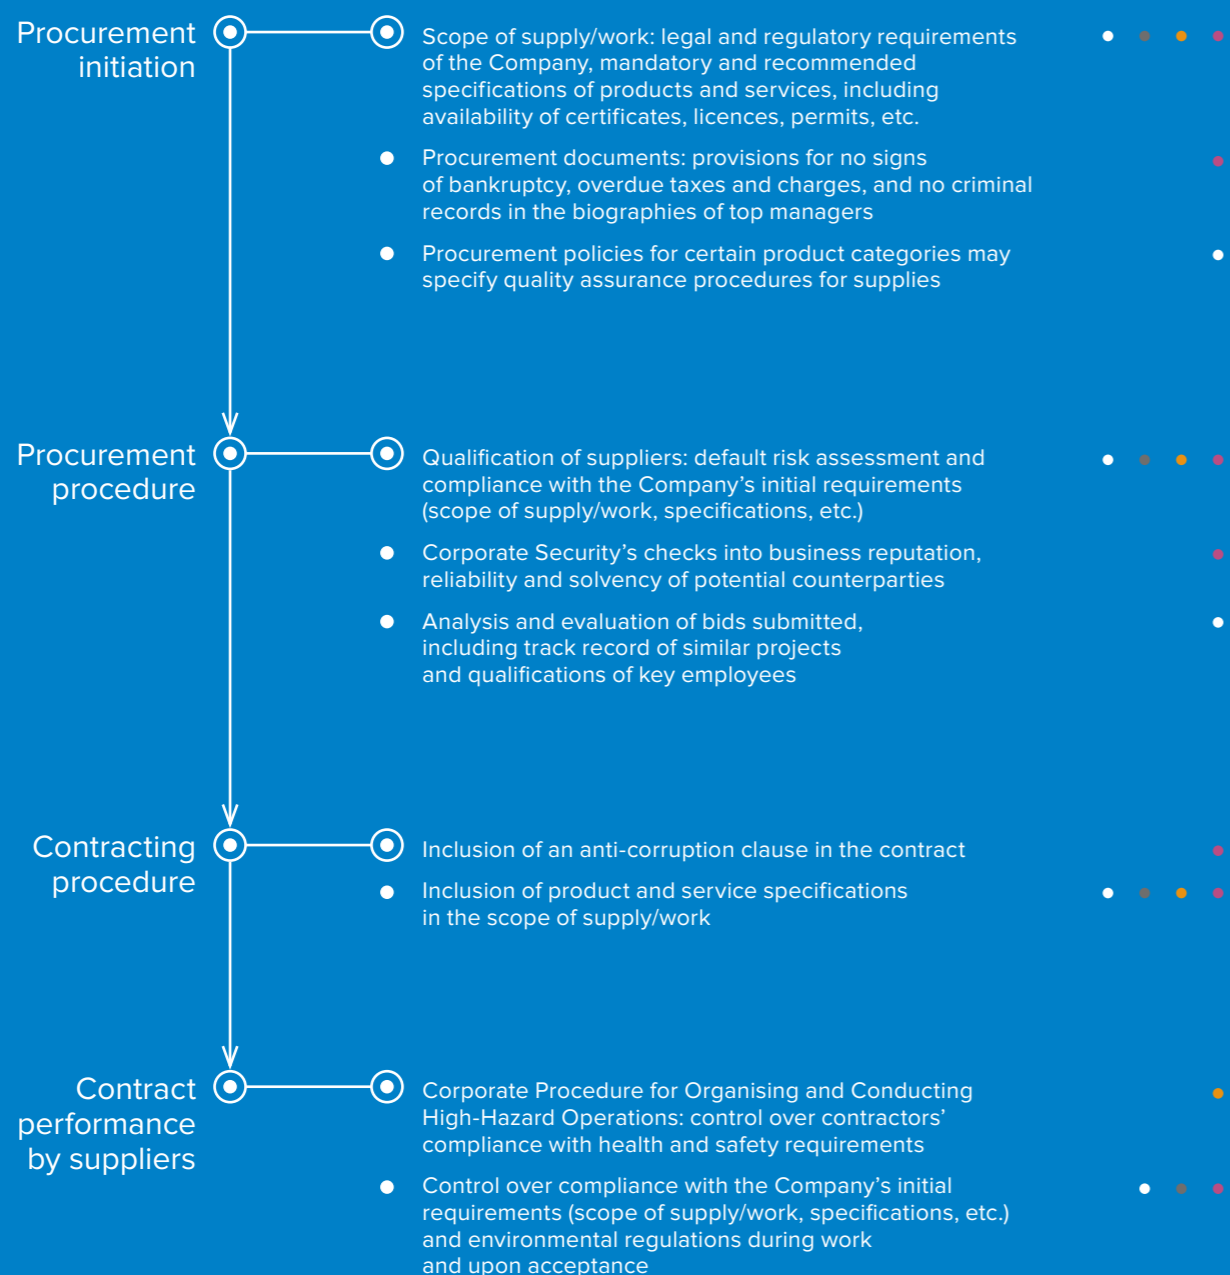 Procurement
initiation
Scope of supply/work: legal and regulatory requirements
of the Company, mandatory and recommended
specifications of products and services, including
availability of certificates, licences, permits, etc.
Procurement documents: provisions for no signs
of bankruptcy, overdue taxes and charges, and no criminal
records in the biographies of top managers
Procurement policies for certain product categories may
specify quality assurance procedures for supplies
Procurement
procedure
Qualification of suppliers: default risk assessment and
compliance with the Company’s initial requirements
(scope of supply/work, specifications, etc.)
Corporate Security’s checks into business reputation,
reliability and solvency of potential counterparties
Analysis and evaluation of bids submitted,
including track record of similar projects
and qualifications of key employees
Contracting
procedure
Inclusion of an anti-corruption clause in the contract
Inclusion of product and service specifications
in the scope of supply/work
Contract
performance
by suppliers
Corporate Procedure for Organising and Conducting
High-Hazard Operations: control over contractors’
compliance with health and safety requirements
Control over compliance with the Company’s initial
requirements (scope of supply/work, specifications, etc.)
and environmental regulations during work
and upon acceptance